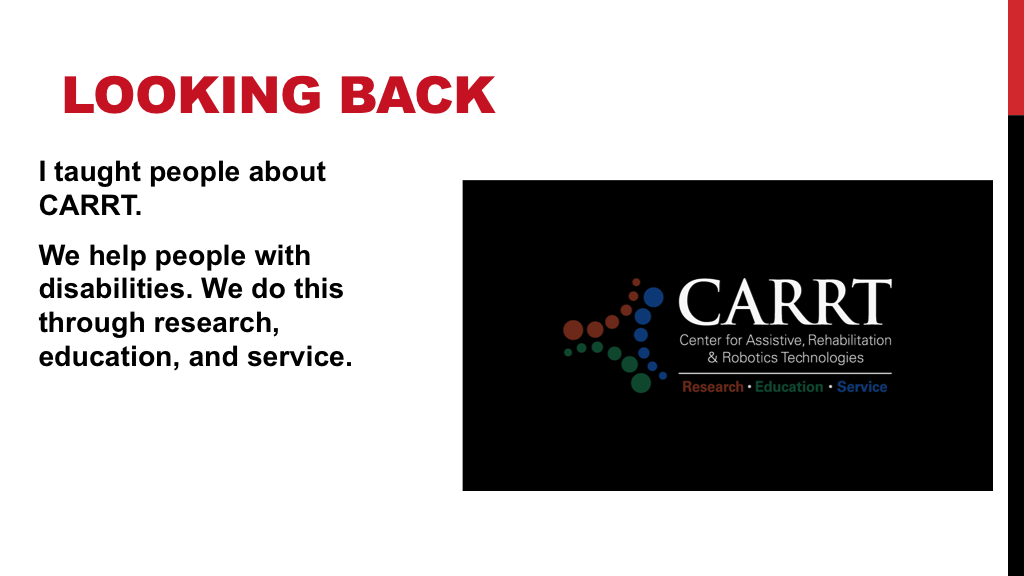 LOOKING BACK
I taught people about
CARRT.
We help people with
disabilities. We do this
through research,
education, and service.
CARRT
Center for Assistive, Rehabilitation
& Robotics Technologies
Research • Education • Service